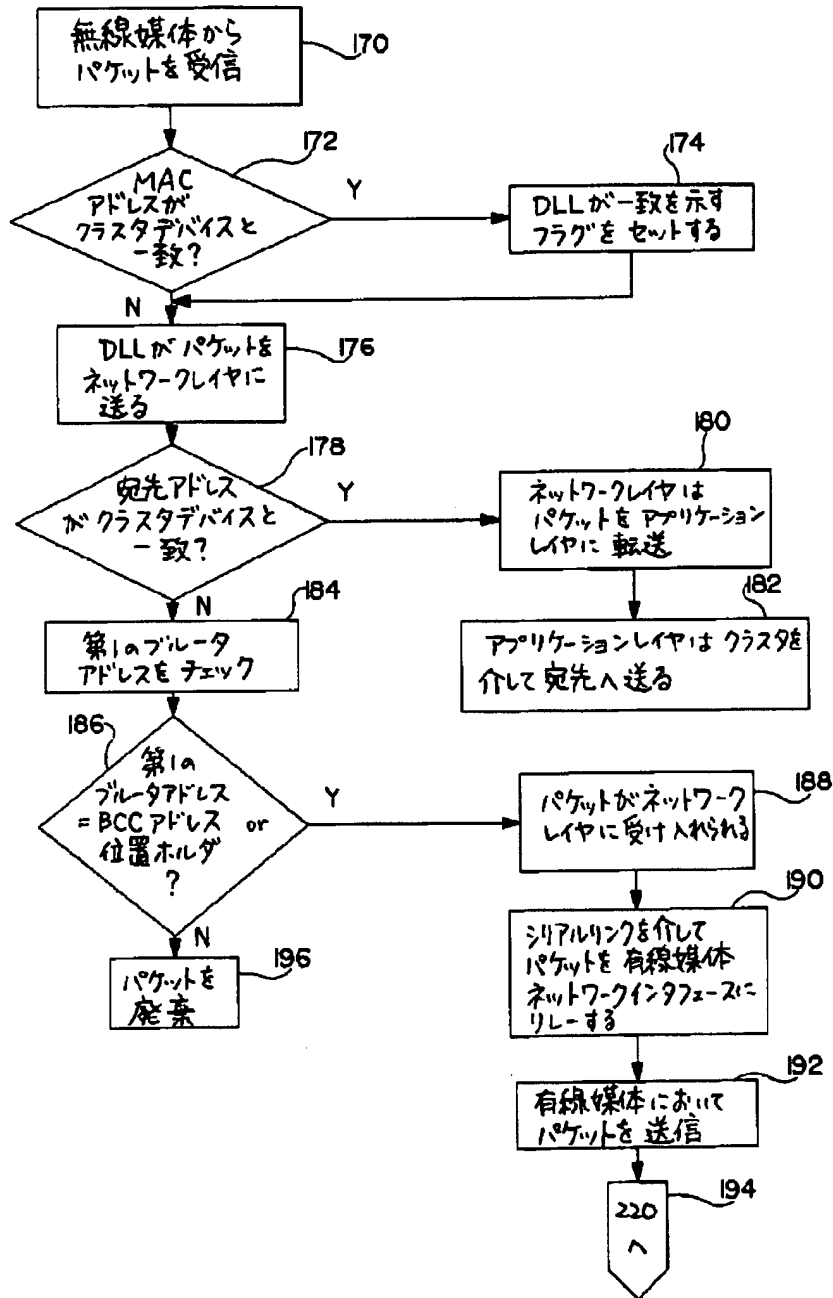 無線媒体から
パケットを受信
170
172
MAC
アドレスが
クラスタデバイスと
一致?
Y
174
DLLが一致を示す
フラグをセットする
N
DLLがパケットを
ネットワークレイヤに
送る
176
178
宛先アドレス
がクラスタデバイスと
一致?
Y
180
ネットワークレイヤは
パケットをアプリケーション
レイヤに転送
182
アプリケーションレイヤはクラスタを
介して宛先へ送る
N
184
第1のブルータ
アドレスをチェック
186
第1の
ブルータアドレス
=BCCアドレス or
位置ホルダ
?
Y
188
パケットがネットワーク
レイヤに受け入れられる
190
シリアルリンクを介して
パケットを有線媒体
ネットワークインタフェースに
リレーする
N
196
パケットを
廃棄
192
有線媒体において
パケットを送信
194
220
へ